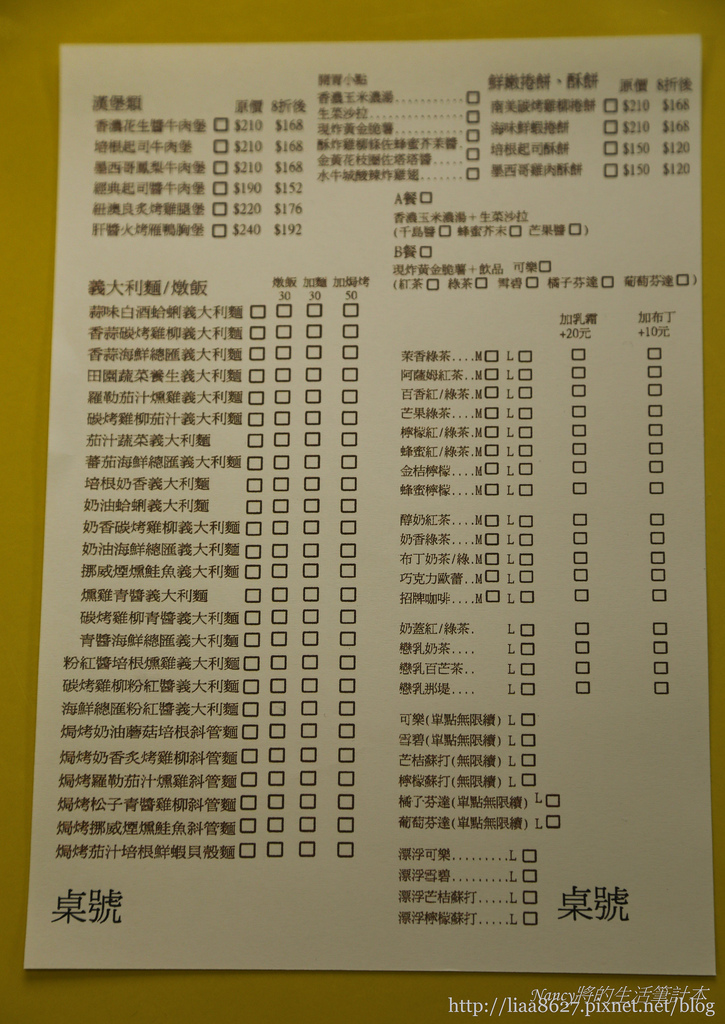 漢堡類 原價 8折後
香濃花生醬牛肉堡 □ $210 $168
培根起司牛肉堡 □ $210 $168
墨西哥鳳梨牛肉堡 □ $210 $168
經典起司醬牛肉堡 □ $190 $152
紐澳良炙烤雞腿堡 □ $220 $176
肝醬火烤雁鴨胸堡 □ $240 $192
開胃小點
香濃玉米濃湯.......... □
生菜沙拉.............. □
現炸黃金脆薯.......... □
酥炸雞柳條佐蜂蜜芥茉醬. □
金黃花枝圈佐塔塔醬..... □
水牛城酸辣炸雞翅...... □
鮮嫩捲餅、酥餅 原價 8折後
南美碳烤雞柳捲餅 □ $210 $168
海味鮮蝦捲餅 □ $210 $168
培根起司酥餅 □ $150 $120
墨西哥雞肉酥餅 □ $150 $120
A餐 □
香濃玉米濃湯+生菜沙拉
(千島醬 □ 蜂蜜芥末 □ 芒果醬 □)
B餐 □
現炸黃金脆薯+飲品 可樂 □
(紅茶 □ 綠茶 □ 雪碧 □ 橘子芬達 □ 葡萄芬達 □)
義大利麵/燉飯 燉飯 加麵 加焗烤
30 30 50
蒜味白酒蛤蜊義大利麵 □ □ □ □
香蒜碳烤雞柳義大利麵 □ □ □ □
香蒜海鮮總匯義大利麵 □ □ □ □
田園蔬菜養生義大利麵 □ □ □ □
羅勒茄汁燻雞義大利麵 □ □ □ □
碳烤雞柳茄汁義大利麵 □ □ □ □
茄汁蔬菜義大利麵 □ □ □ □
蕃茄海鮮總匯義大利麵 □ □ □ □
培根奶香義大利麵 □ □ □ □
奶油蛤蜊義大利麵 □ □ □ □
奶香碳烤雞柳義大利麵 □ □ □ □
奶油海鮮總匯義大利麵 □ □ □ □
挪威煙燻鮭魚義大利麵 □ □ □ □
燻雞青醬義大利麵 □ □ □ □
碳烤雞柳青醬義大利麵 □ □ □ □
青醬海鮮總匯義大利麵 □ □ □ □
粉紅醬培根燻雞義大利麵 □ □ □ □
碳烤雞柳粉紅醬義大利麵 □ □ □ □
海鮮總匯粉紅醬義大利麵 □ □ □ □
焗烤奶油蘑菇培根斜管麵 □ □ □ □
焗烤奶香炙烤雞柳斜管麵 □ □ □ □
焗烤羅勒茄汁燻雞斜管麵 □ □ □ □
焗烤松子青醬雞柳斜管麵 □ □ □ □
焗烤挪威煙燻鮭魚斜管麵 □ □ □ □
焗烤茄汁培根鮮蝦貝殼麵 □ □ □ □
桌號
加乳霜 加布丁
+20元 +10元
茉香綠茶....M □ L □ □ □
阿薩姆紅茶..M □ L □ □ □
百香紅/綠茶.M □ L □ □ □
芒果綠茶....M □ L □ □ □
檸檬紅/綠茶.M □ L □ □ □
蜂蜜紅/綠茶.M □ L □ □ □
金桔檸檬....M □ L □ □ □
蜂蜜檸檬....M □ L □ □ □
醇奶紅茶....M □ L □ □ □
奶香綠茶....M □ L □ □ □
布丁奶茶/綠.M □ L □ □ □
巧克力歐蕾..M □ L □ □ □
招牌咖啡....M □ L □ □ □
奶蓋紅/綠茶. L □ □ □
戀乳奶茶.... L □ □ □
戀乳百芒茶.. L □ □ □
戀乳那堤.... L □ □ □
可樂(單點無限續) L □
雪碧(單點無限續) L □
芒桔蘇打(無限續) L □
檸檬蘇打(無限續) L □
橘子芬達(單點無限續) L □
葡萄芬達(單點無限續) L □
漂浮可樂.........L □
漂浮雪碧.........L □
漂浮芒桔蘇打.....L □
漂浮檸檬蘇打.....L □
桌號
Nancy將的生活筆計本
http://liaa8627.pixnet.net/blog